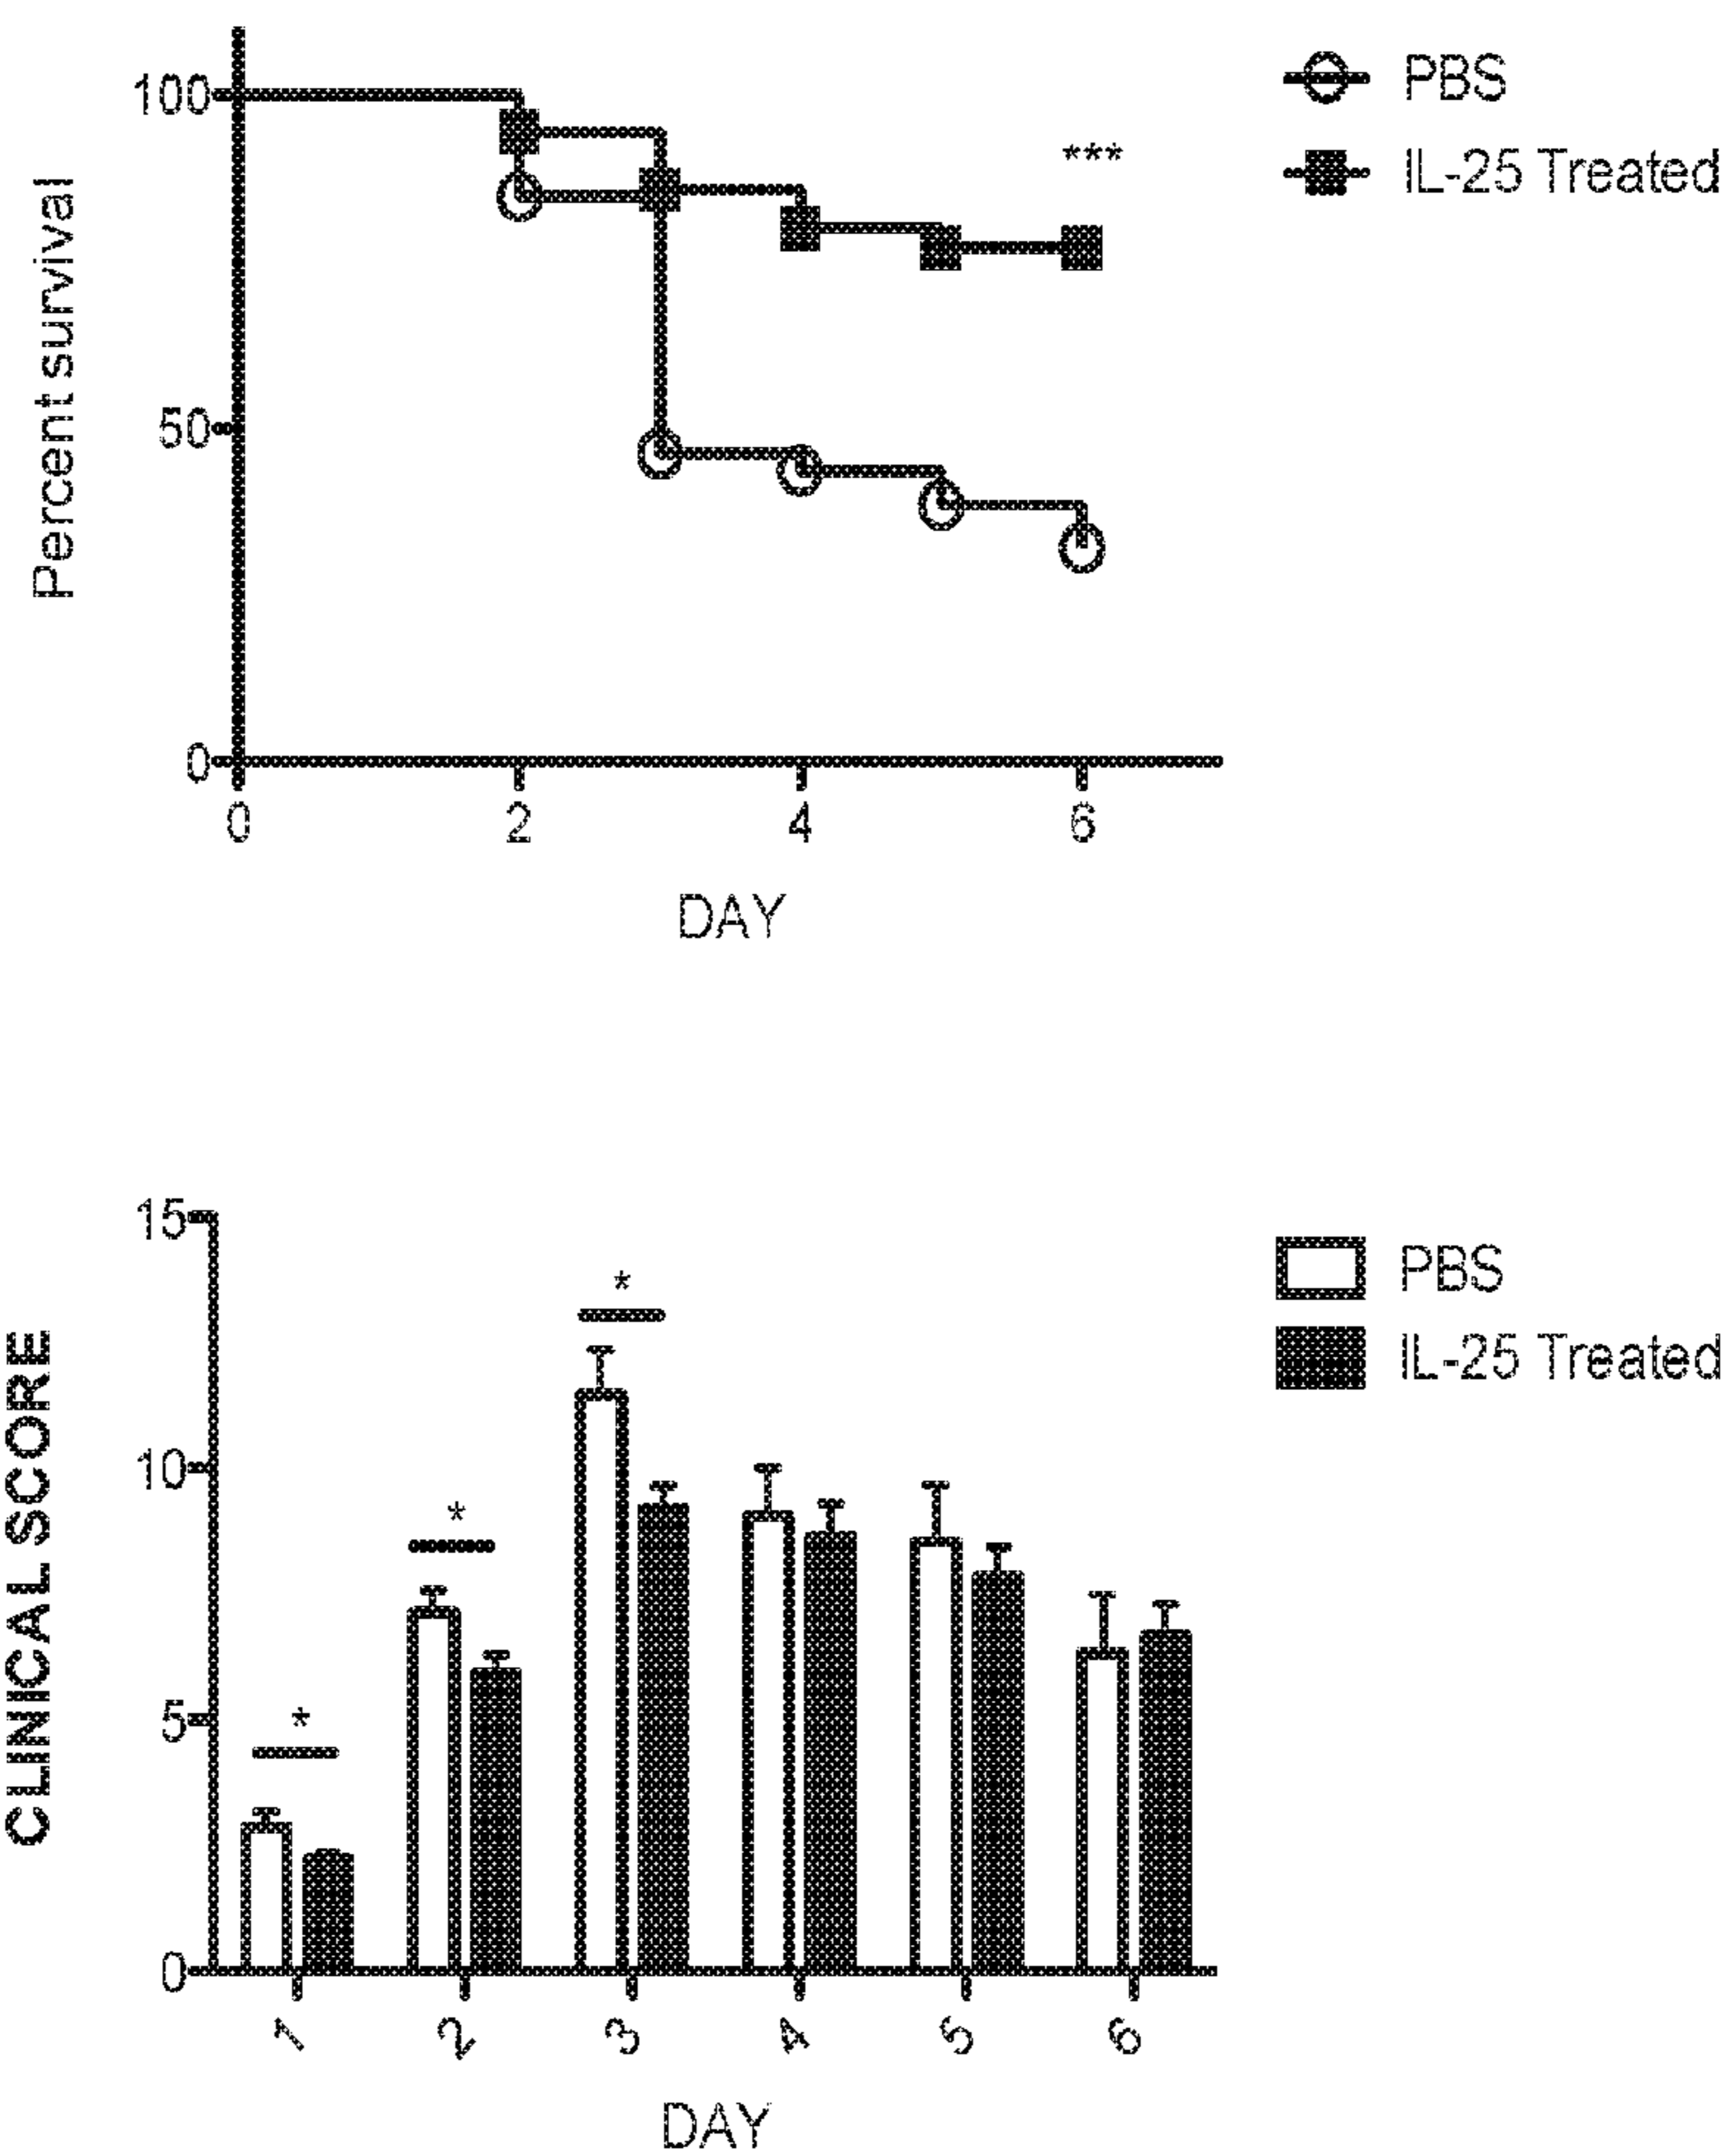 100
50
0
Percent survival
0 2 4 6
DAY
***
PBS
IL-25 Treated
15
10
5
0
CLINICAL SCORE
*
*
*
1 2 3 4 5 6
DAY
PBS
IL-25 Treated